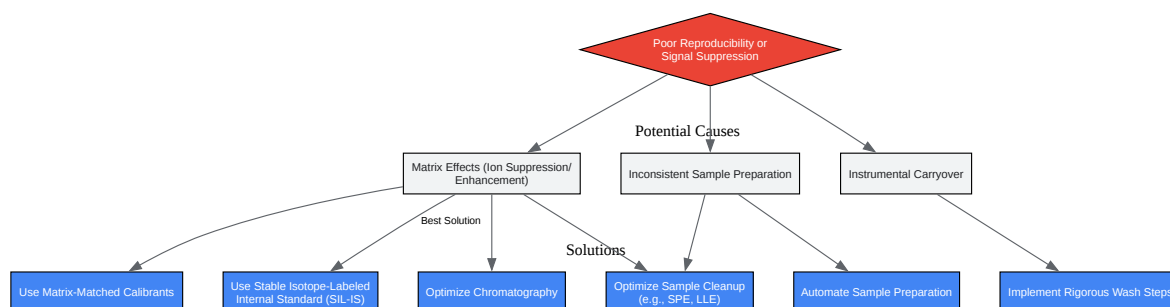 Poor Reproducibility or
Signal Suppression
Potential Causes
Matrix Effects (Ion Suppression/
Enhancement)
Inconsistent Sample Preparation
Instrumental Carryover
Best Solution
Solutions
Use Matrix-Matched Calibrants
Use Stable Isotope-Labeled
Internal Standard (SIL-IS)
Optimize Chromatography
Optimize Sample Cleanup
(e.g., SPE, LLE)
Automate Sample Preparation
Implement Rigorous Wash Steps